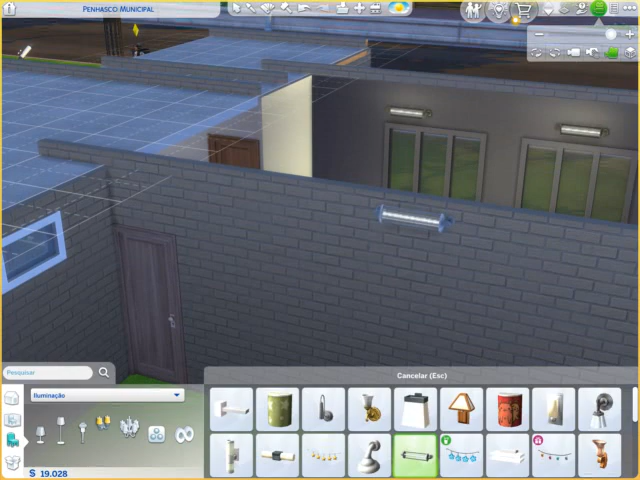 Penhasco Municipal
Cancelar (Esc)
Pesquisar
Iluminação
$ 19.028